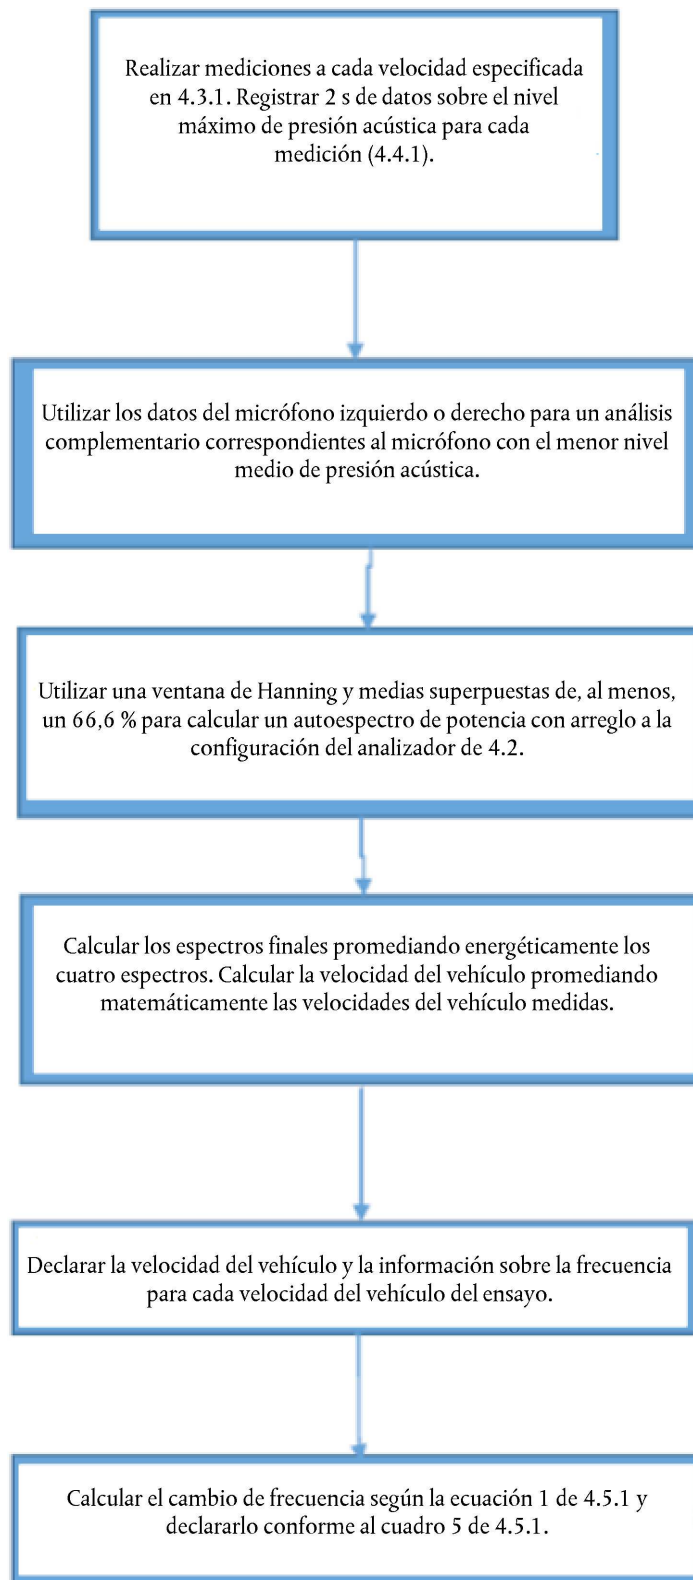 Realizar mediciones a cada velocidad especificada
en 4.3.1. Registrar 2 s de datos sobre el nivel
máximo de presión acústica para cada
medición (4.4.1).
Utilizar los datos del micrófono izquierdo o derecho para un análisis
complementario correspondientes al micrófono con el menor nivel
medio de presión acústica.
Utilizar una ventana de Hanning y medias superpuestas de, al menos,
un 66,6 % para calcular un autoespectro de potencia con arreglo a la
configuración del analizador de 4.2.
Calcular los espectros finales promediando energéticamente los
cuatro espectros. Calcular la velocidad del vehículo promediando
matemáticamente las velocidades del vehículo medidas.
Declarar la velocidad del vehículo y la información sobre la frecuencia
para cada velocidad del vehículo del ensayo.
Calcular el cambio de frecuencia según la ecuación 1 de 4.5.1 y
declararlo conforme al cuadro 5 de 4.5.1.